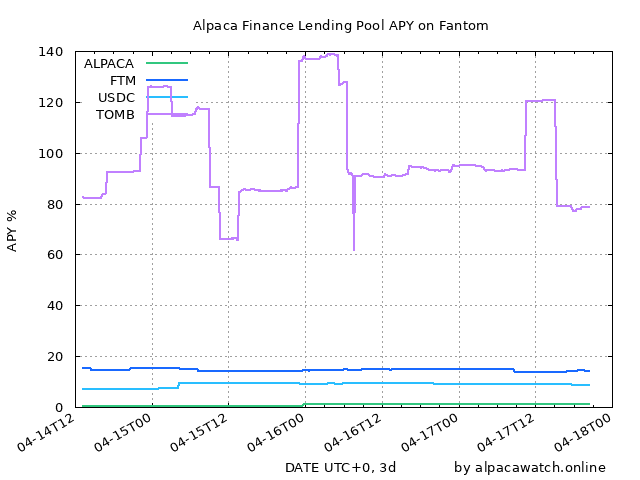 Alpaca Finance Lending Pool APY on Fantom
140
120
100
80
60
40
20
0
APY %
ALPACA
FTM
USDC
TOMB
04-14T12
04-15T00
04-15T12
04-16T00
04-16T12
04-17T00
04-17T12
04-18T00
DATE UTC+0, 3d
by alpacawatch.online